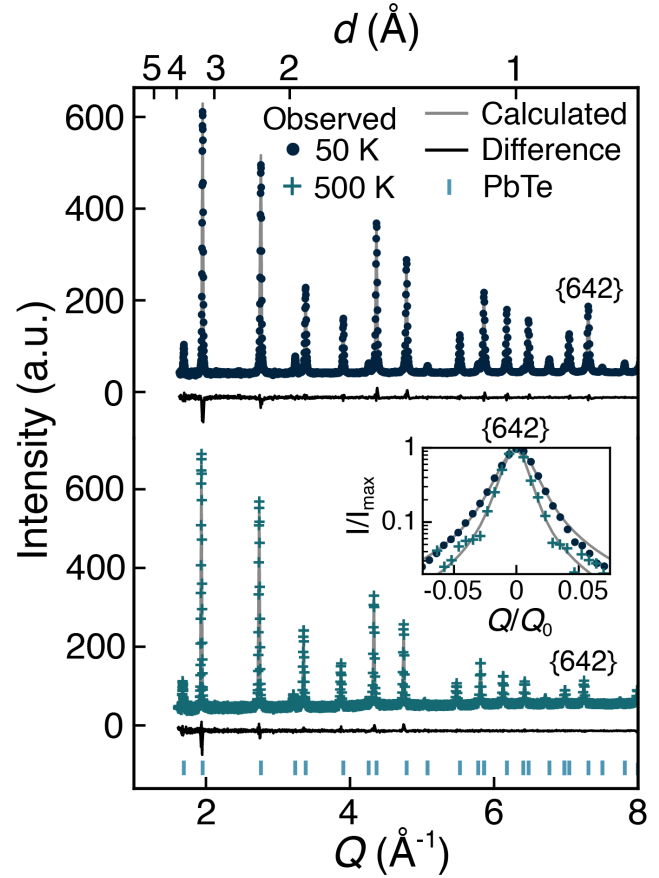 d (Å)
5 4 3 2 1
Observed
50 K
500 K
Calculated
Difference
PbTe
600
400
200
0
{642}
Intensity (a.u.)
600
400
200
0
{642}
1
0.1
I/Imax
-0.05 0 0.05
Q/Q0
{642}
2 4 6 8
Q (Å-1)